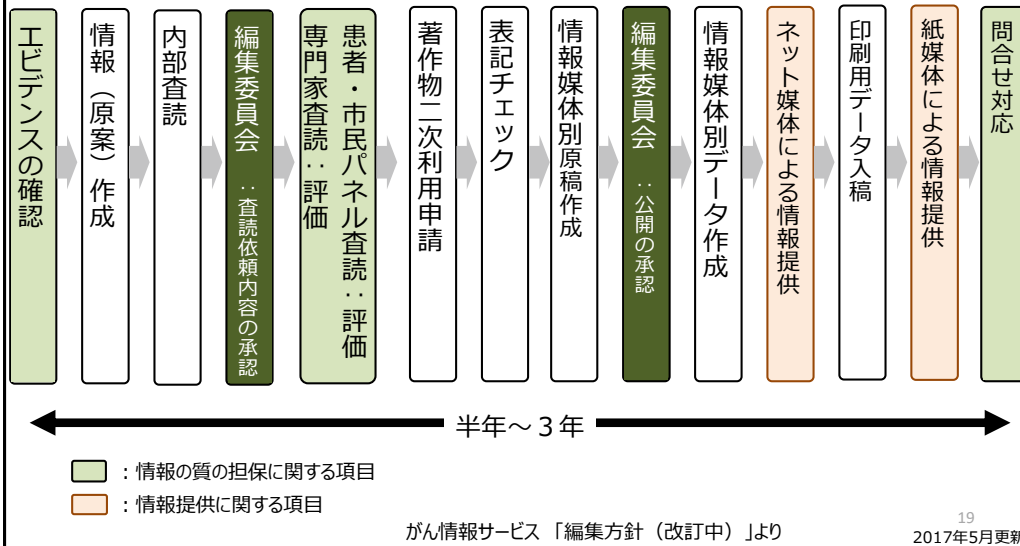 エビデンスの確認
情報（原案）作成
内部査読
編集委員会 ：査読依頼内容の承認
患者・市民パネル査読：評価
専門家査読：評価
著作物二次利用申請
表記チェック
情報媒体別原稿作成
編集委員会 ：公開の承認
情報媒体別データ作成
ネット媒体による情報提供
印刷用データ入稿
紙媒体による情報提供
問合せ対応
半年～３年
：情報の質の担保に関する項目
：情報提供に関する項目
がん情報サービス 「編集方針（改訂中）」より
19
2017年5月更新